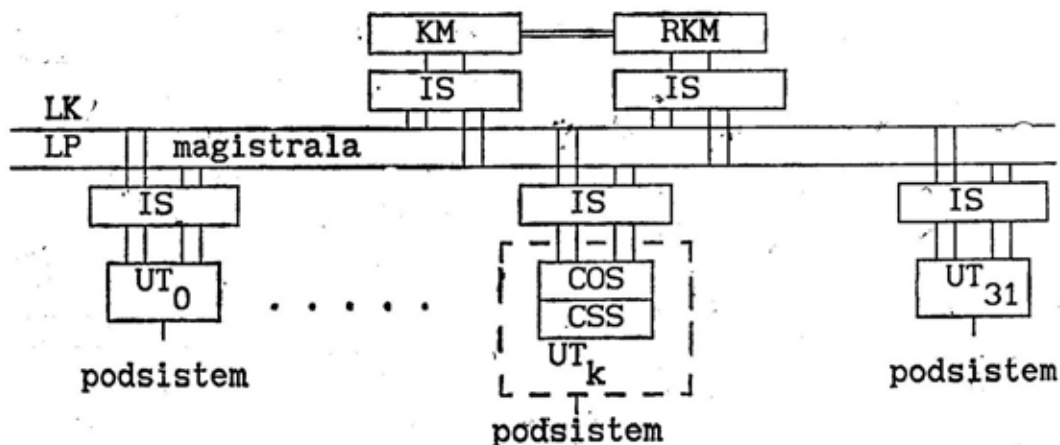 KM RKM
IS IS
LK
LP magistrala
IS IS IS
UT0 COS UT31
CSS
UTk
podsistem podsistem
podsistem